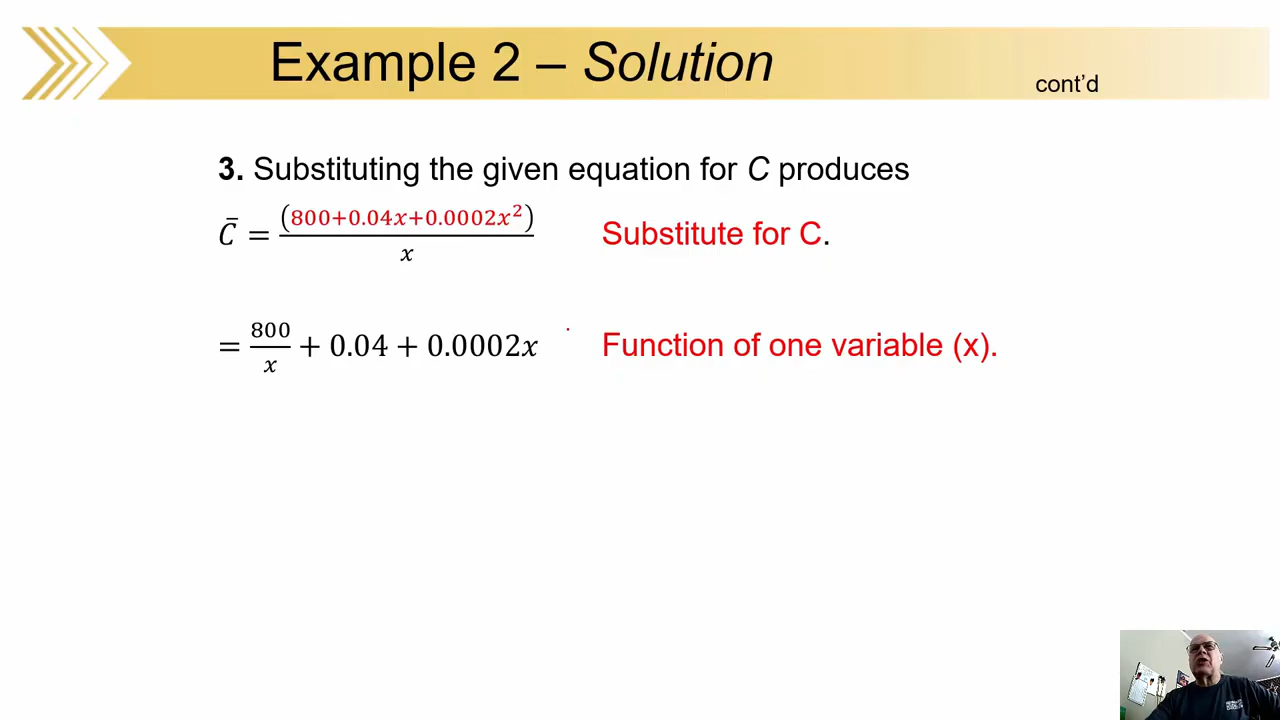 Example 2 – Solution
cont’d
3. Substituting the given equation for C produces
C̄ = (800+0.04x+0.0002x²)/x Substitute for C.
= 800/x + 0.04 + 0.0002x Function of one variable (x).